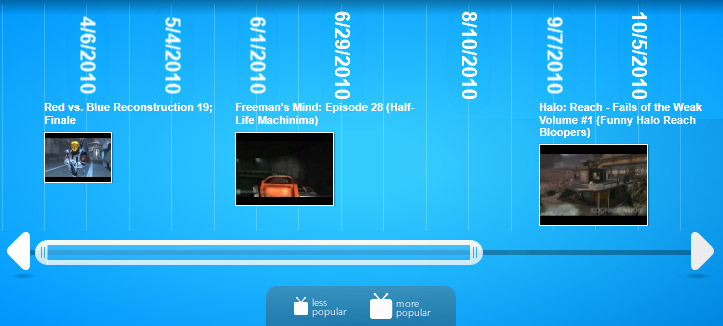 4/6/2010
5/4/2010
6/1/2010
6/29/2010
8/10/2010
9/7/2010
10/5/2010
Red vs. Blue Reconstruction 19;
Finale
Freeman's Mind: Episode 28 (Half-
Life Machinima)
Halo: Reach - Fails of the Weak
Volume #1 (Funny Halo Reach
Bloopers)
less
popular
more
popular